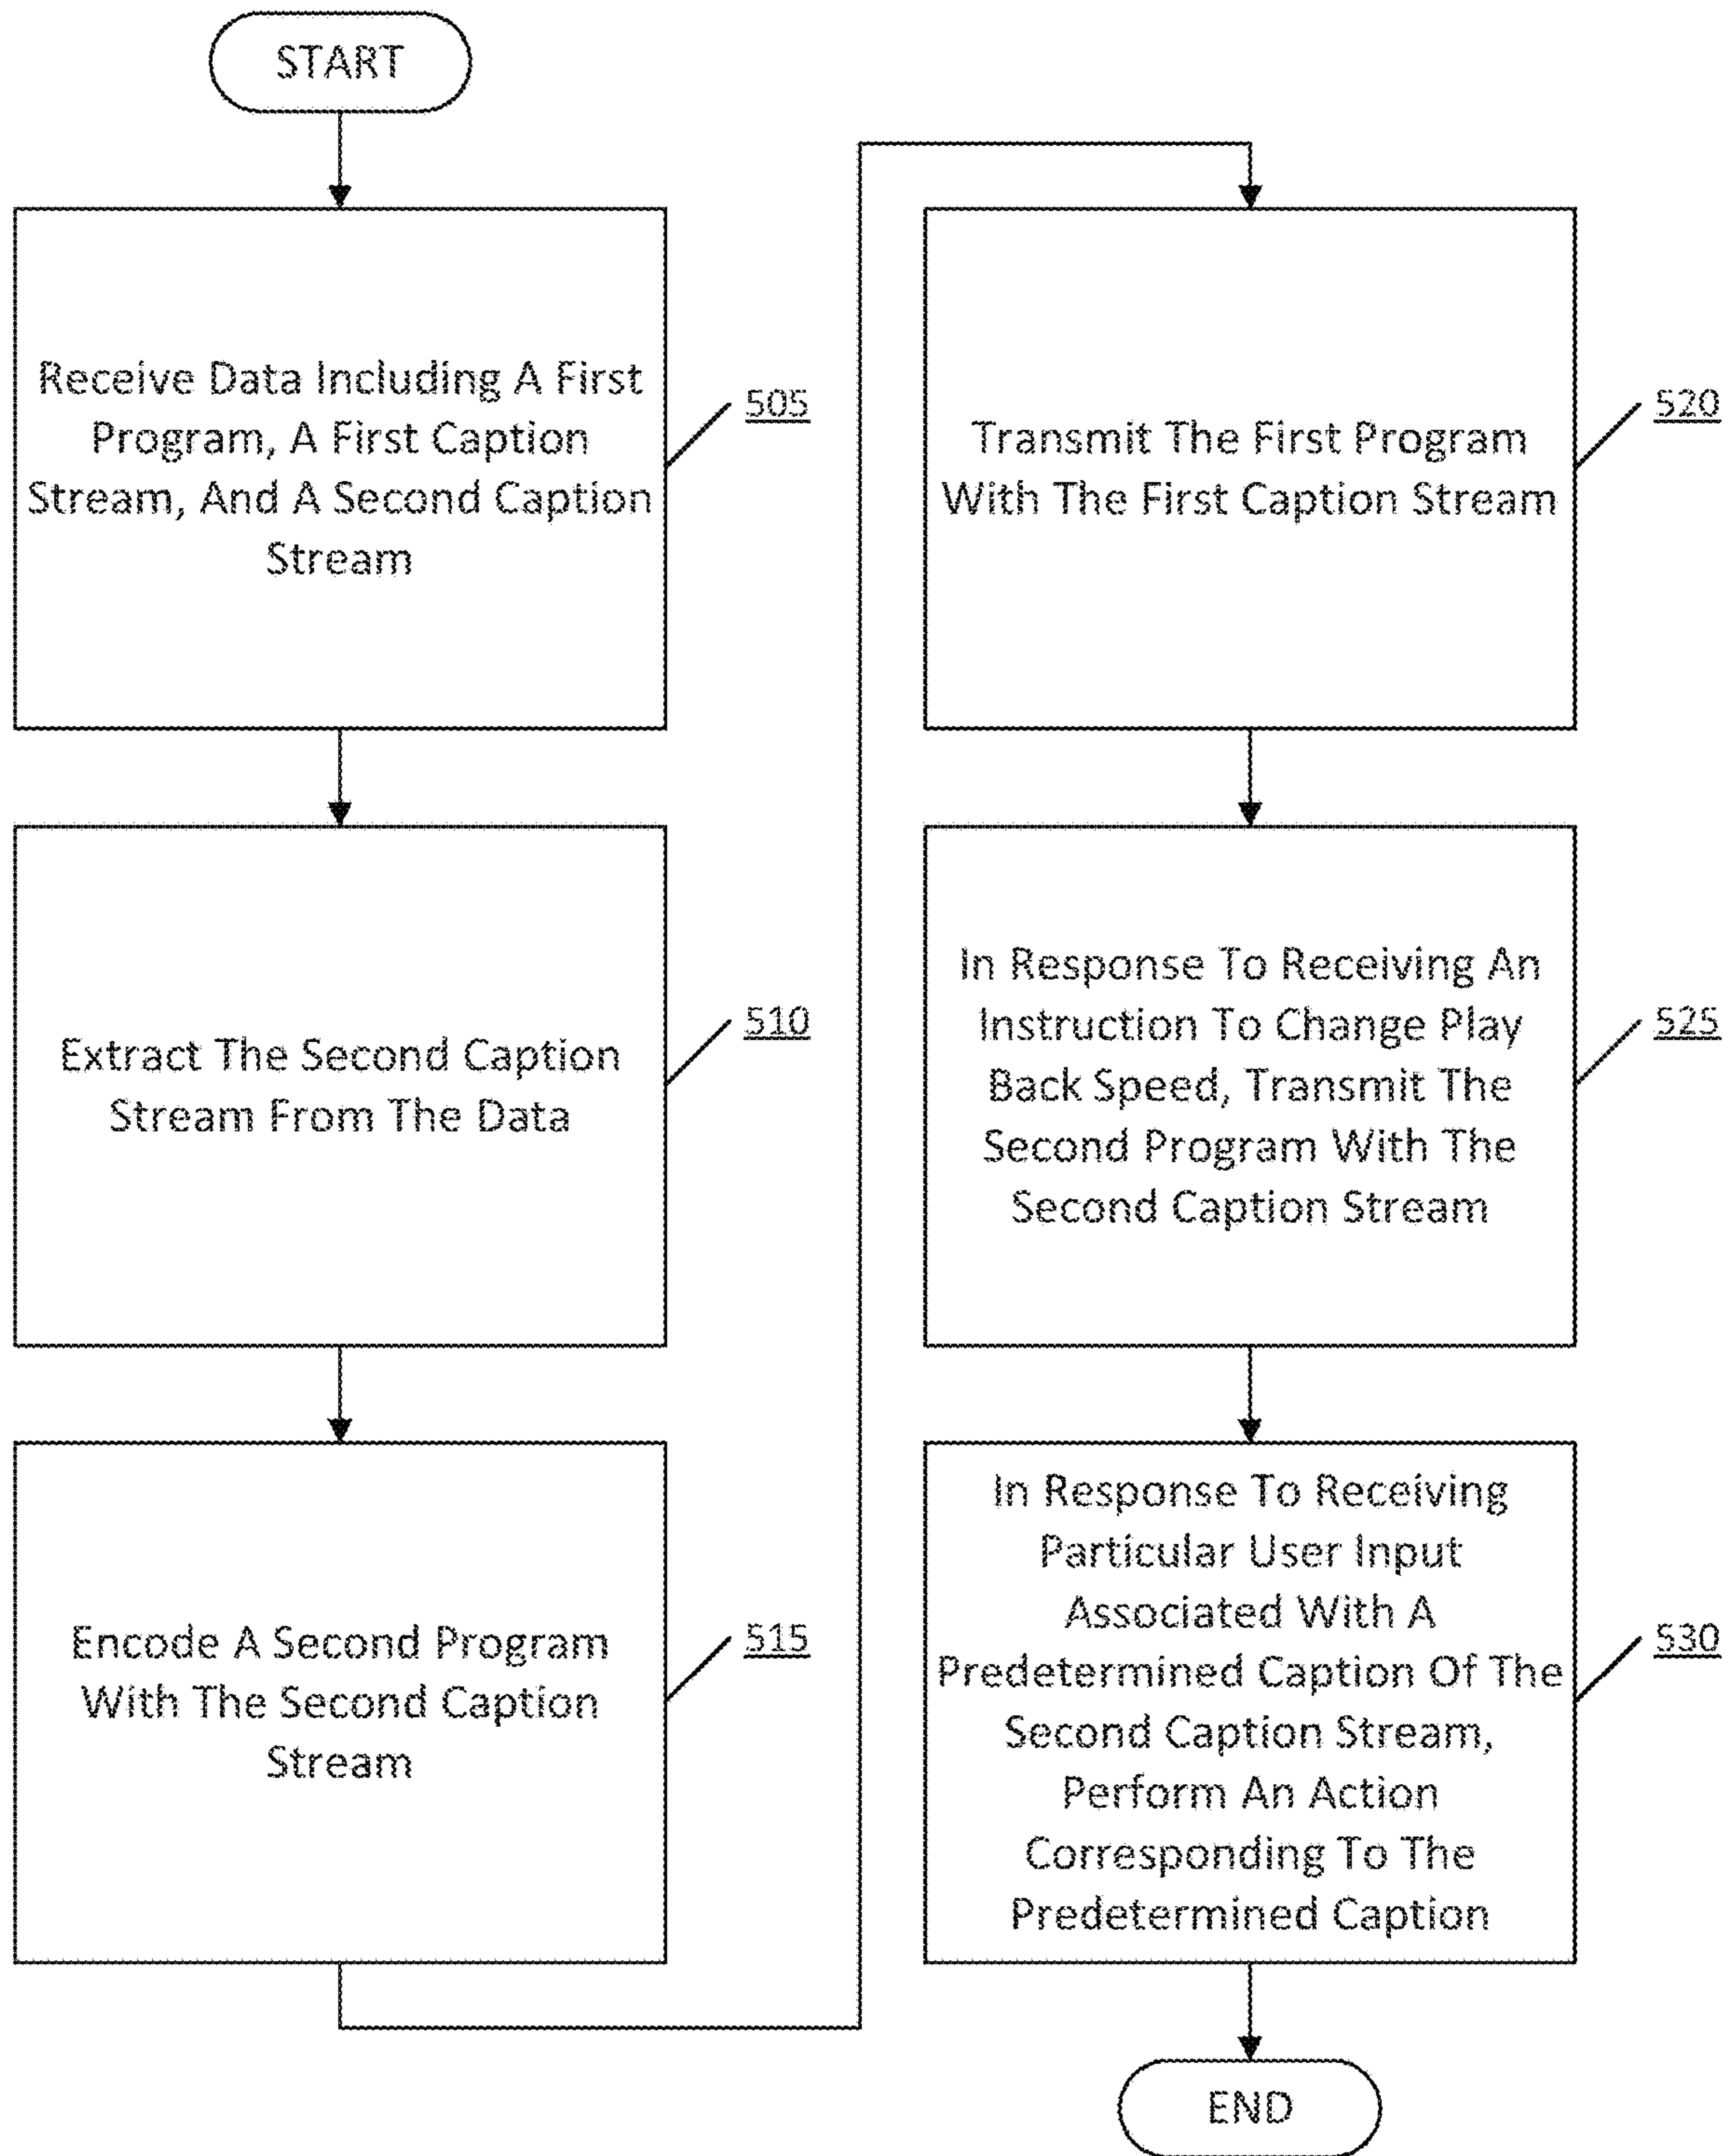 START
Receive Data Including A First
Program, A First Caption
Stream, And A Second Caption
Stream
505
Extract The Second Caption
Stream From The Data
510
Encode A Second Program
With The Second Caption
Stream
515
Transmit The First Program
With The First Caption Stream
520
In Response To Receiving An
Instruction To Change Play
Back Speed, Transmit The
Second Program With The
Second Caption Stream
525
In Response To Receiving
Particular User Input
Associated With A
Predetermined Caption Of The
Second Caption Stream,
Perform An Action
Corresponding To The
Predetermined Caption
530
END